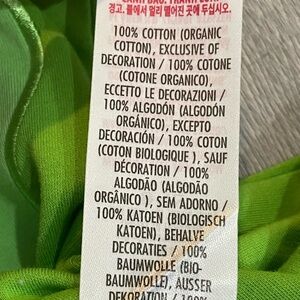 경고. 불에서 멀리 떨어진 곳에 두십시오.
100% COTTON (ORGANIC
COTTON), EXCLUSIVE OF
DECORATION / 100% COTONE
(COTONE ORGANICO),
ECCETTO LE DECORAZIONI /
100% ALGODÓN (ALGODÓN
ORGÁNICO), EXCEPTO
DECORACIÓN / 100% COTON
(COTON BIOLOGIQUE ), SAUF
DÉCORATION / 100%
ALGODÃO (ALGODÃO
ORGÂNICO ), SEM ADORNO /
100% KATOEN (BIOLOGISCH
KATOEN), BEHALVE
DECORATIES / 100%
BAUMWOLLE (BIO-
BAUMWOLLE), AUSSER
DEKORATION / 100%